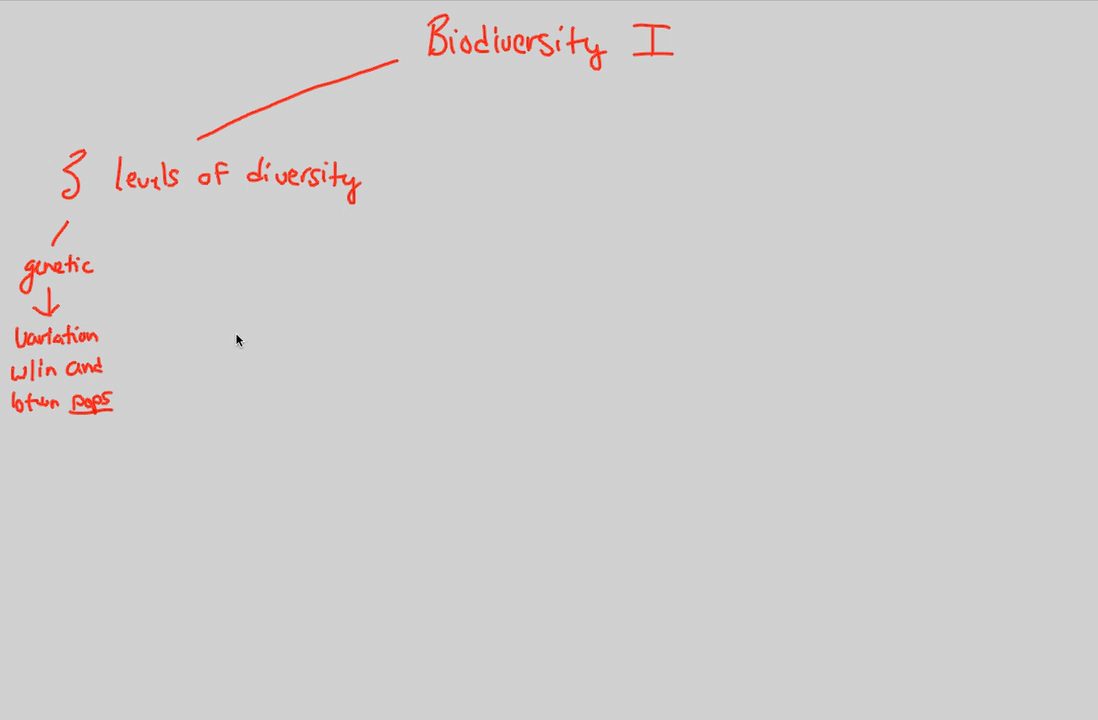 Biodiversity I
3 levels of diversity
genetic
↓
variation
w/in and
btwn pops